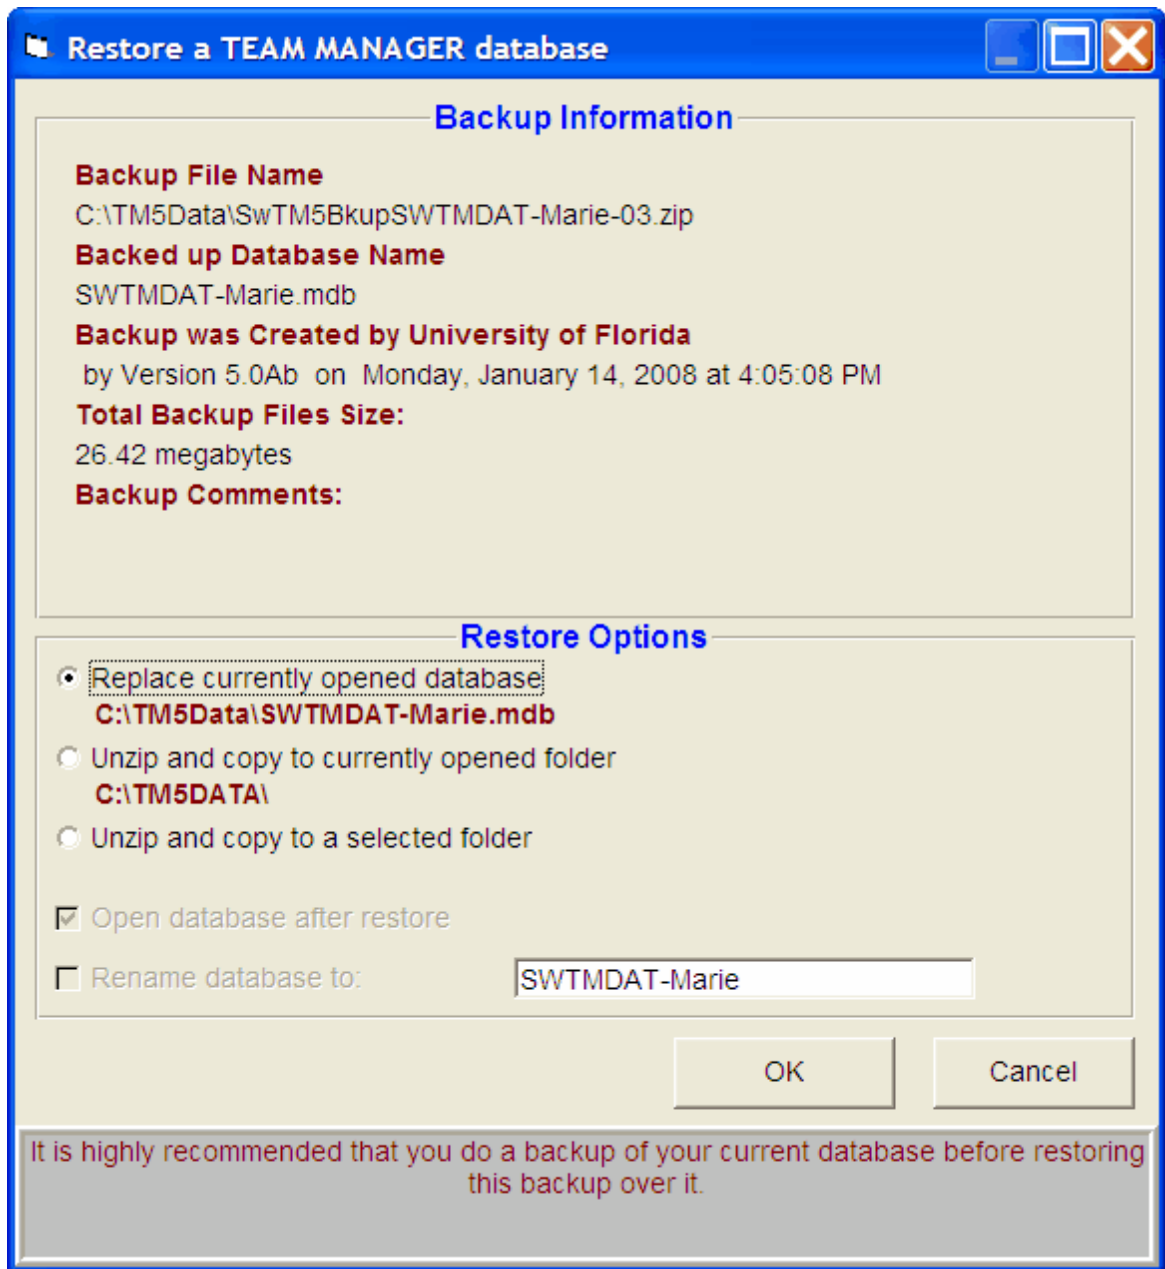 Restore a TEAM MANAGER database
Backup Information
Backup File Name
C:\TM5Data\SwTM5BkupSWTMDAT-Marie-03.zip
Backed up Database Name
SWTMDAT-Marie.mdb
Backup was Created by University of Florida
by Version 5.0Ab on Monday, January 14, 2008 at 4:05:08 PM
Total Backup Files Size:
26.42 megabytes
Backup Comments:
Restore Options
Replace currently opened database
C:\TM5Data\SWTMDAT-Marie.mdb
Unzip and copy to currently opened folder
C:\TM5DATA\
Unzip and copy to a selected folder
Open database after restore
Rename database to: SWTMDAT-Marie
OK Cancel
It is highly recommended that you do a backup of your current database before restoring
this backup over it.